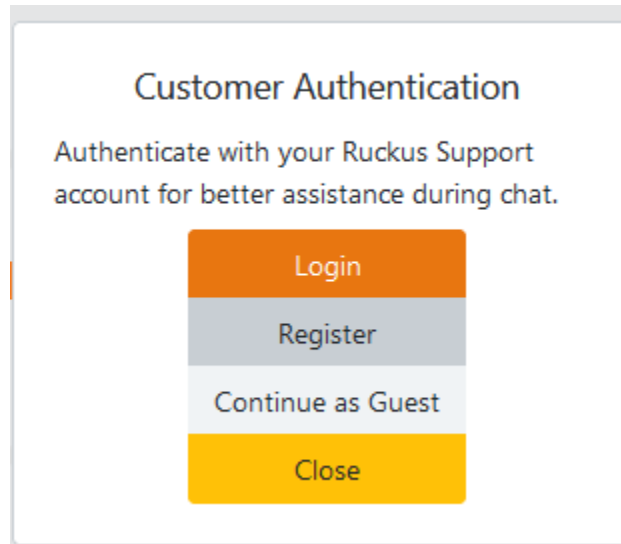 Customer Authentication
Authenticate with your Ruckus Support
account for better assistance during chat.
Login
Register
Continue as Guest
Close